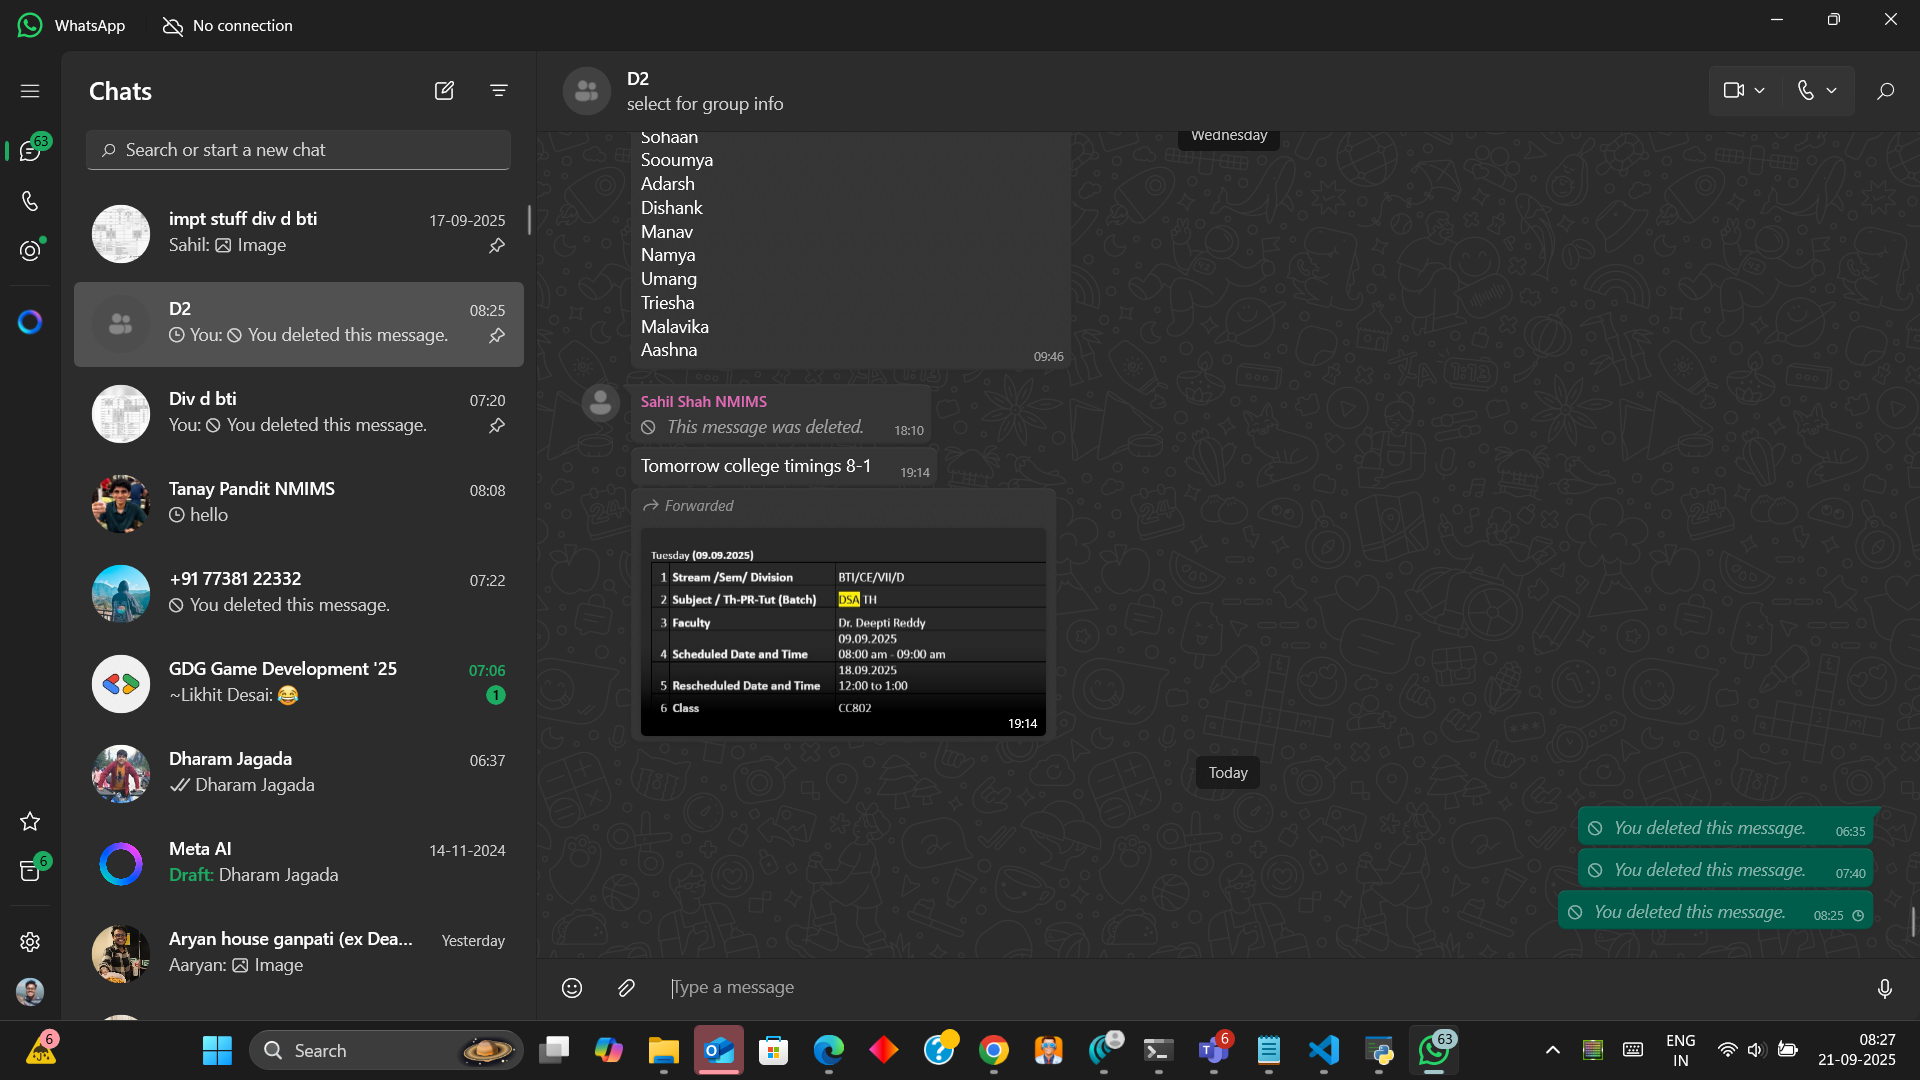 WhatsApp
No connection
Chats
63
Search or start a new chat
impt stuff div d bti
17-09-2025
Sahil: Image
D2
08:25
You: You deleted this message.
Div d bti
07:20
You: You deleted this message.
Tanay Pandit NMIMS
08:08
hello
+91 77381 22332
07:22
You deleted this message.
GDG Game Development '25
07:06
~Likhit Desai: 😂
1
Dharam Jagada
06:37
Dharam Jagada
Meta AI
14-11-2024
Draft: Dharam Jagada
6
Aryan house ganpati (ex Dea...
Yesterday
Aaryan: Image
D2
select for group info
Wednesday
Sohaan
Sooumya
Adarsh
Dishank
Manav
Namya
Umang
Triesha
Malavika
Aashna
09:46
Sahil Shah NMIMS
This message was deleted.
18:10
Tomorrow college timings 8-1
19:14
Forwarded
Tuesday (09.09.2025)
1 Stream /Sem/ Division BTI/CE/VII/D
2 Subject / Th-PR-Tut (Batch) DSA TH
3 Faculty Dr. Deepti Reddy
09.09.2025
4 Scheduled Date and Time 08:00 am - 09:00 am
18.09.2025
5 Rescheduled Date and Time 12:00 to 1:00
6 Class CC802
19:14
Today
You deleted this message. 06:35
You deleted this message. 07:40
You deleted this message. 08:25
Type a message
6
Search
6
63
ENG
IN
08:27
21-09-2025